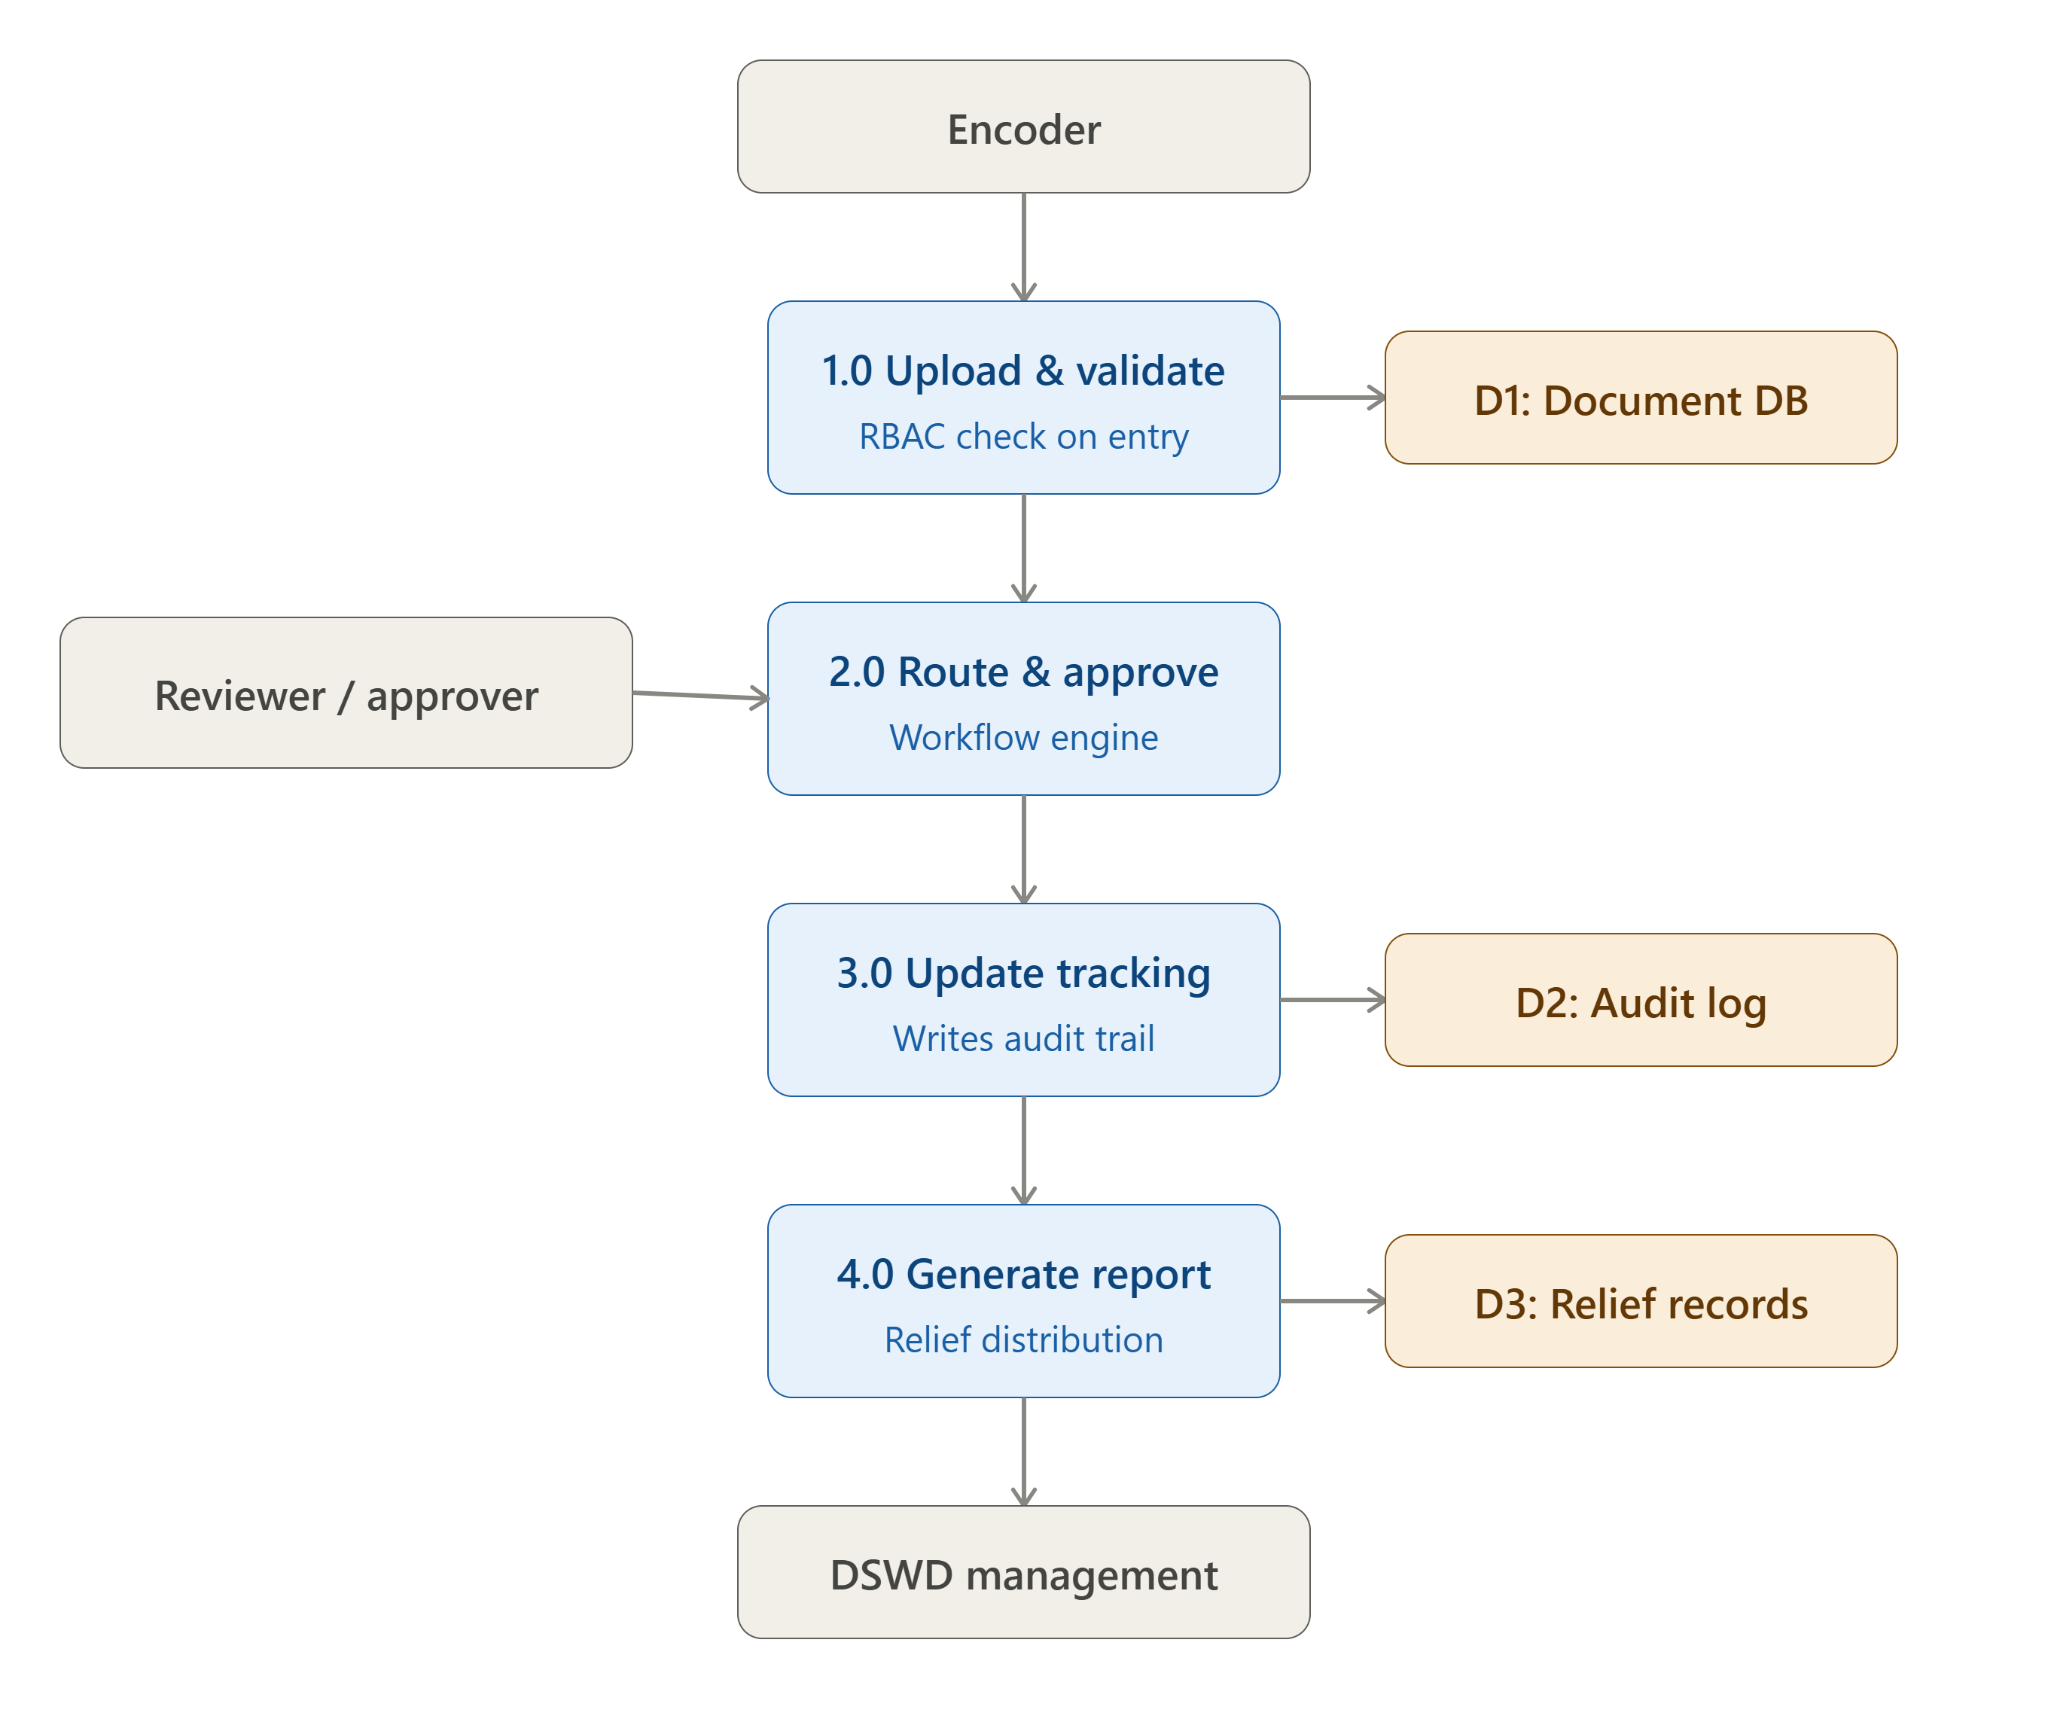 Encoder
1.0 Upload & validate
RBAC check on entry
D1: Document DB
Reviewer / approver
2.0 Route & approve
Workflow engine
3.0 Update tracking
Writes audit trail
D2: Audit log
4.0 Generate report
Relief distribution
D3: Relief records
DSWD management